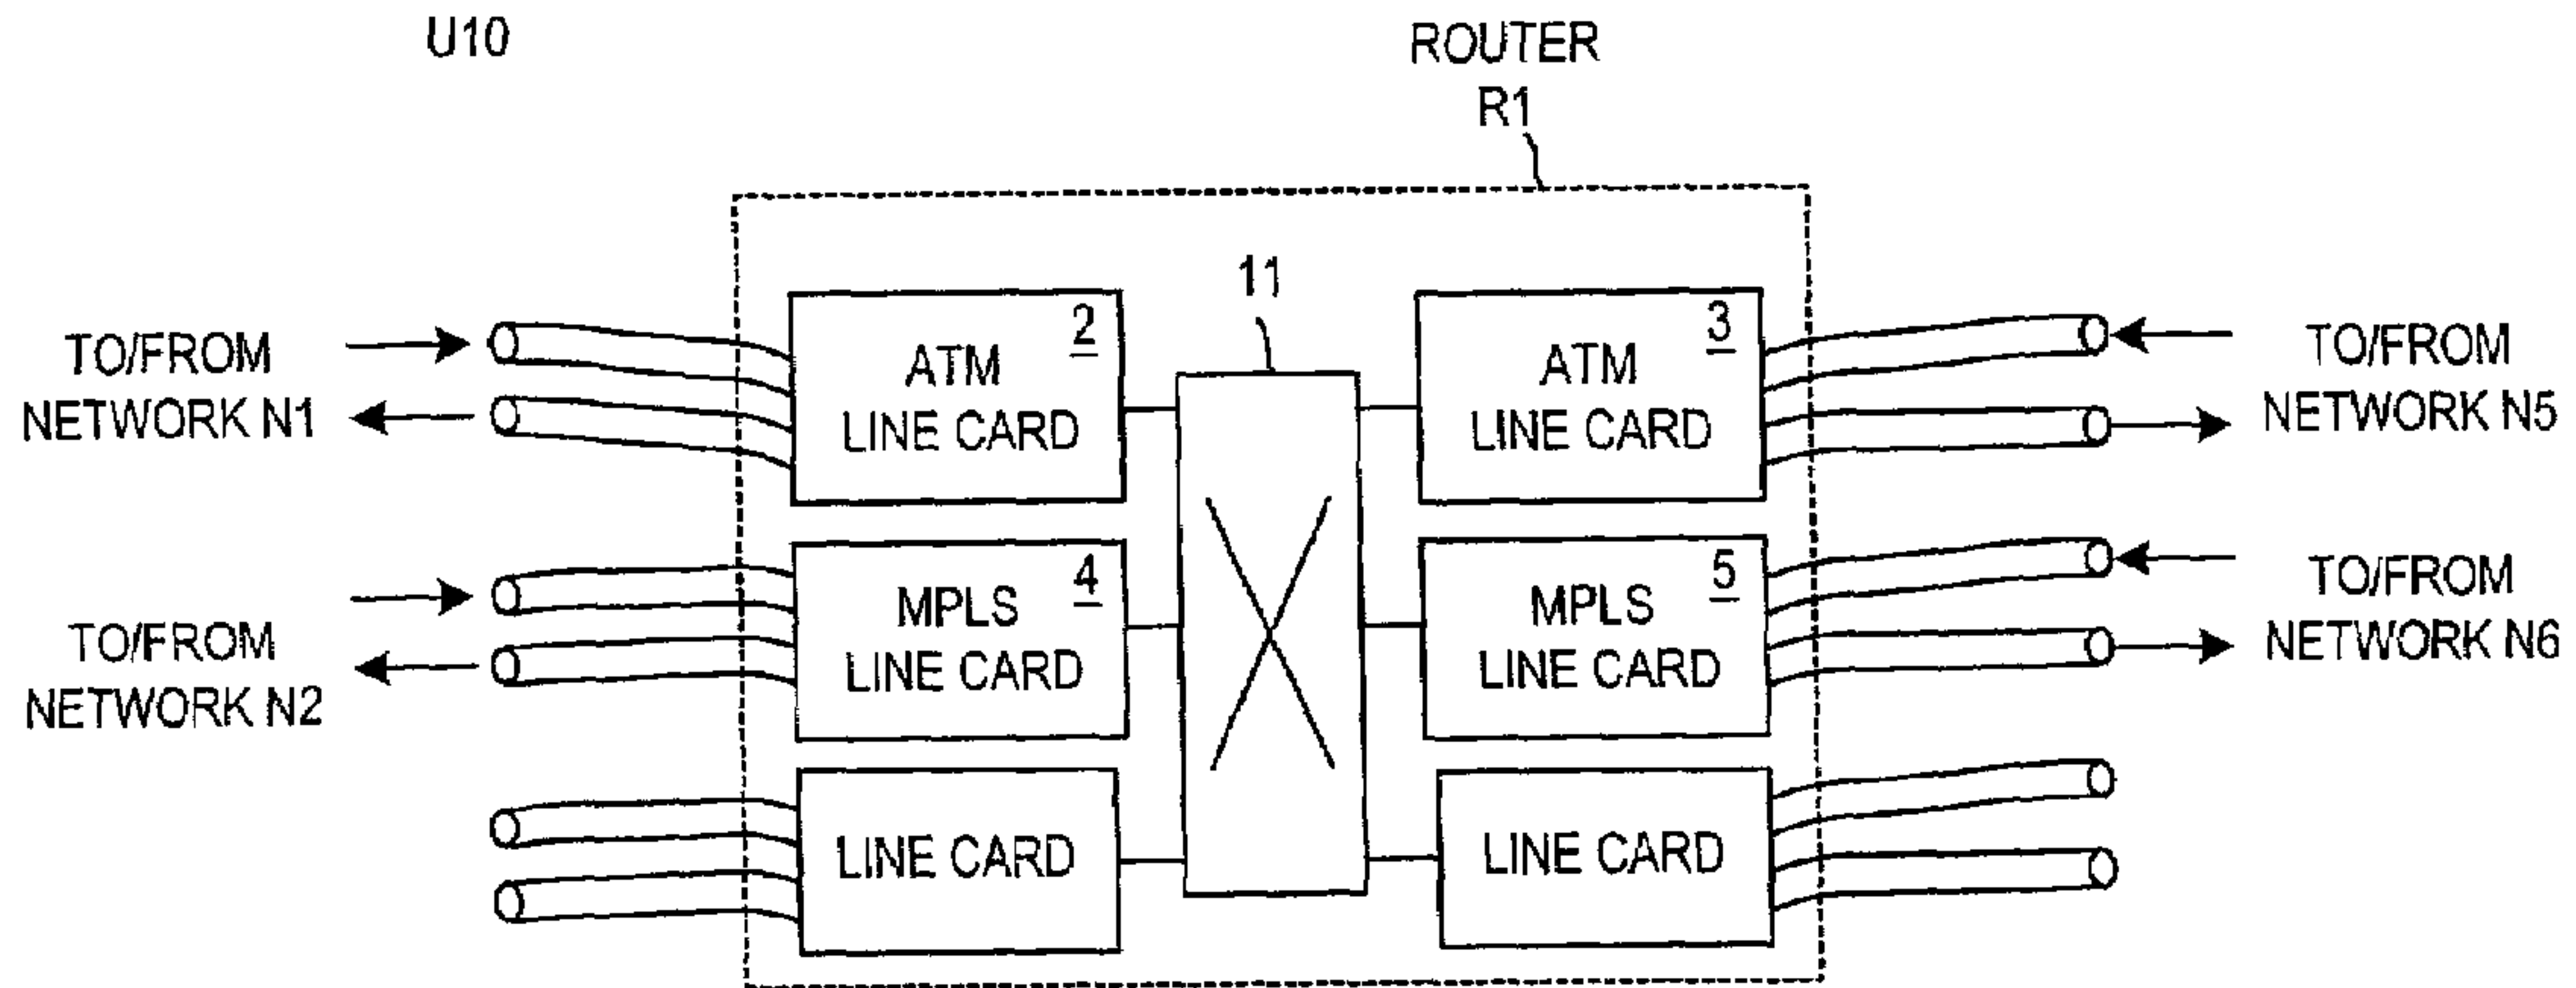 U10
ROUTER
R1
11
TO/FROM
NETWORK N1
2
ATM
LINE CARD
3
ATM
LINE CARD
TO/FROM
NETWORK N5
TO/FROM
NETWORK N2
4
MPLS
LINE CARD
5
MPLS
LINE CARD
TO/FROM
NETWORK N6
LINE CARD
LINE CARD